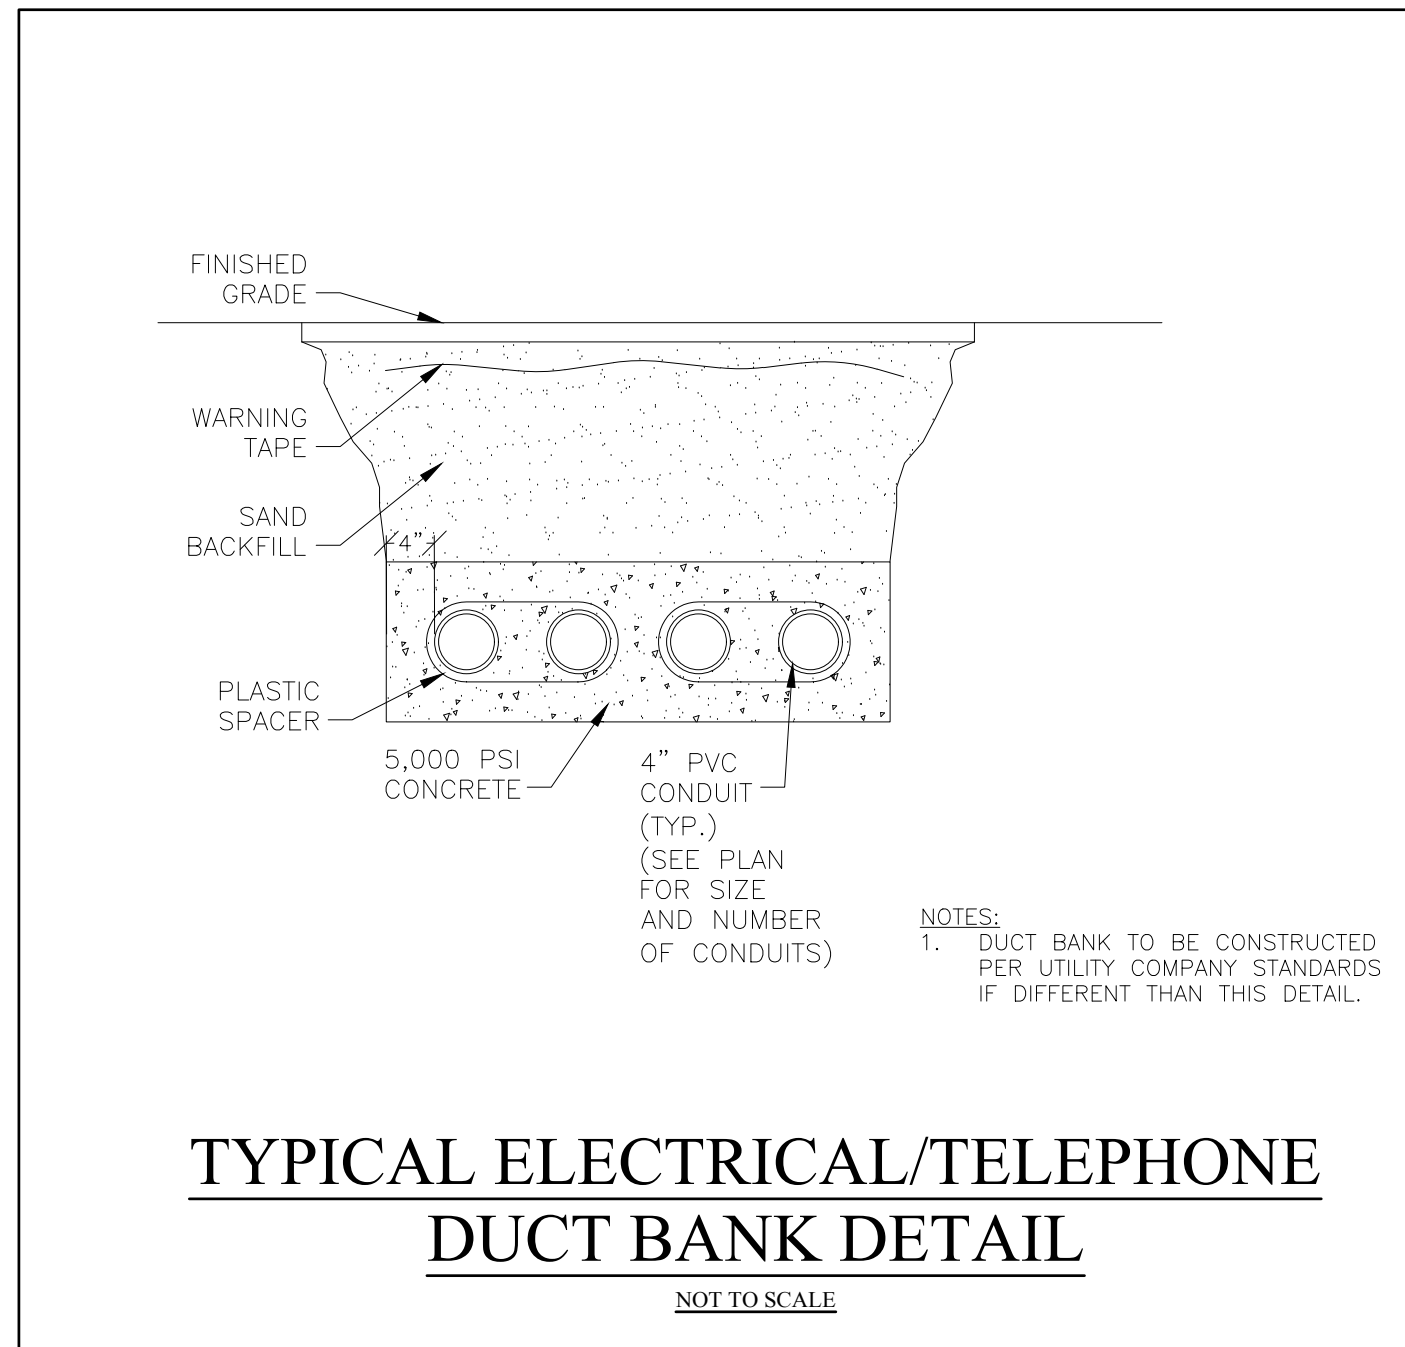 FINISHED
GRADE
WARNING
TAPE
SAND
BACKFILL
4"
PLASTIC
SPACER
5,000 PSI
CONCRETE
4” PVC
CONDUIT
(TYP.)
(SEE PLAN
FOR SIZE
AND NUMBER
OF CONDUITS)
NOTES:
1. DUCT BANK TO BE CONSTRUCTED
PER UTILITY COMPANY STANDARDS
IF DIFFERENT THAN THIS DETAIL.
TYPICAL ELECTRICAL/TELEPHONE
DUCT BANK DETAIL
NOT TO SCALE